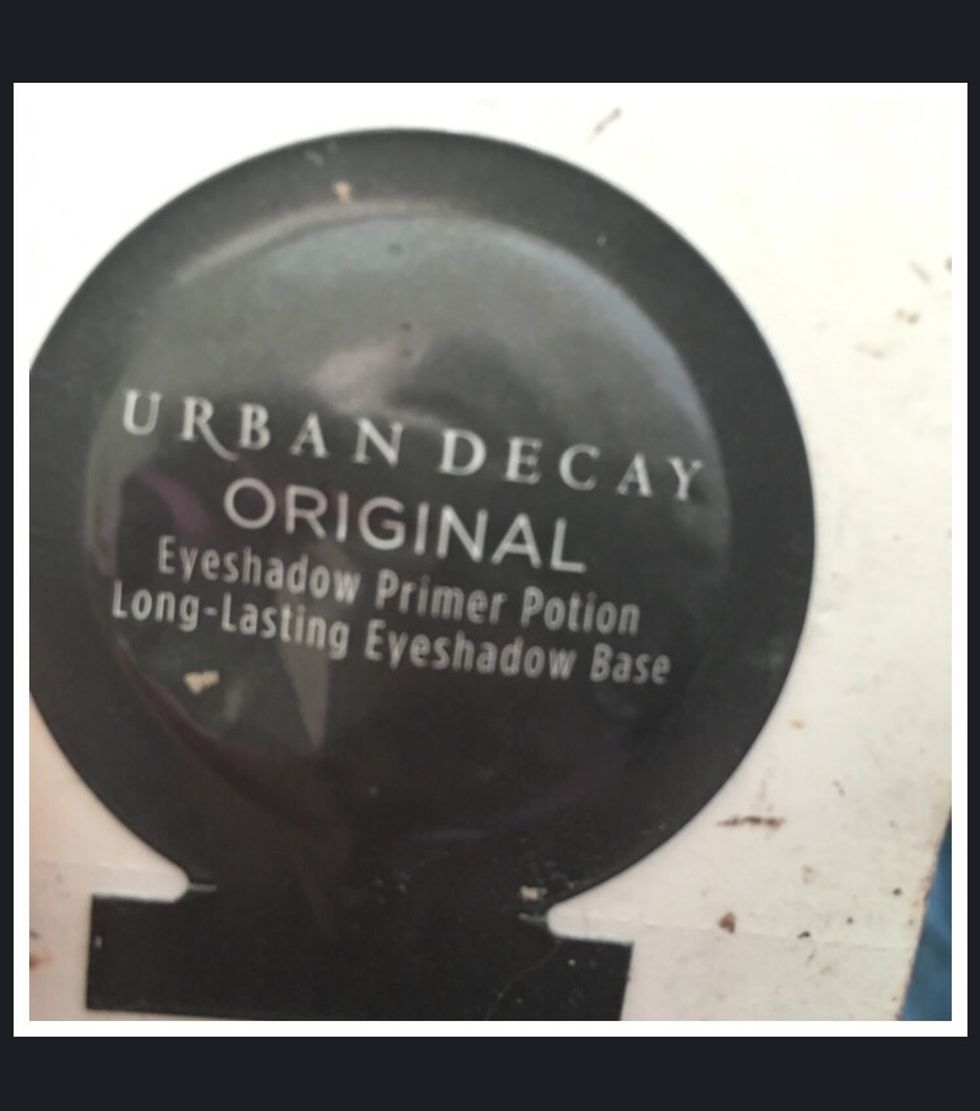 URBAN DECAY
ORIGINAL
Eyeshadow Primer Potion
Long-Lasting Eyeshadow Base